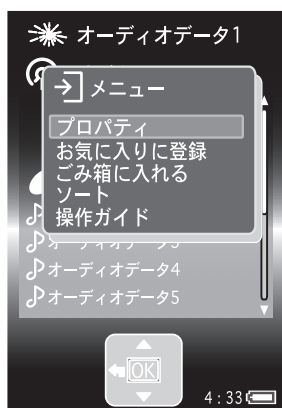 オーディオデータ1
メニュー
プロパティ
お気に入りに登録
ごみ箱に入れる
ソート
操作ガイド
オーディオデータ4
オーディオデータ5
OK
4:33